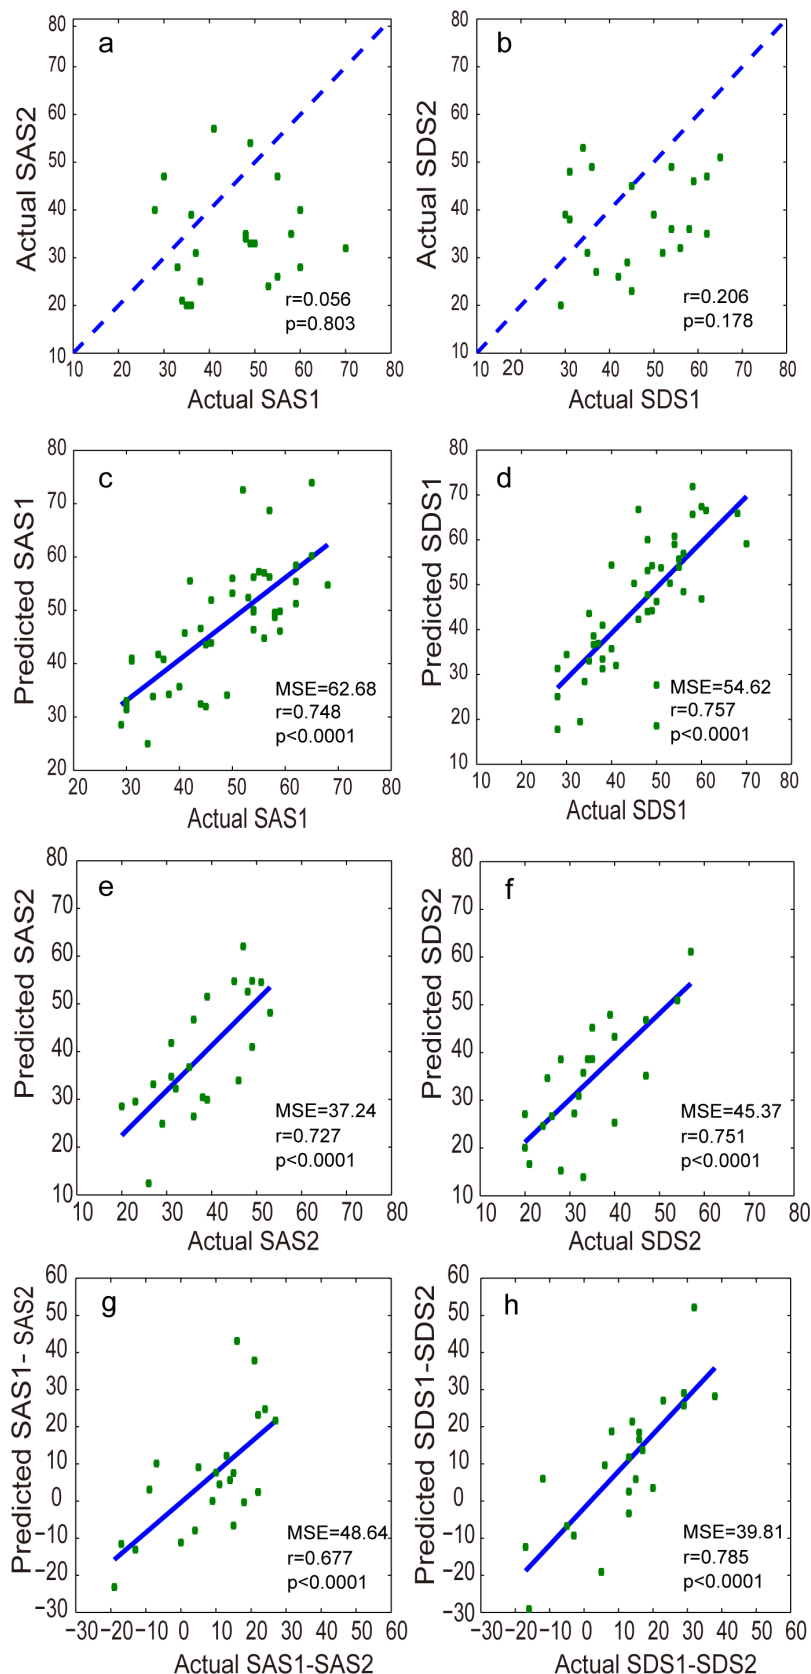 a
80
70
60
50
40
30
20
10
Actual SAS2
r=0.056
p=0.803
10 20 30 40 50 60 70 80
Actual SAS1
b
80
70
60
50
40
30
20
10
Actual SDS2
r=0.206
p=0.178
10 20 30 40 50 60 70 80
Actual SDS1
c
80
70
60
50
40
30
20
Predicted SAS1
MSE=62.68
r=0.748
p<0.0001
20 30 40 50 60 70 80
Actual SAS1
d
80
70
60
50
40
30
20
10
Predicted SDS1
MSE=54.62
r=0.757
p<0.0001
10 20 30 40 50 60 70 80
Actual SDS1
e
80
70
60
50
40
30
20
10
Predicted SAS2
MSE=37.24
r=0.727
p<0.0001
10 20 30 40 50 60 70 80
Actual SAS2
f
80
70
60
50
40
30
20
10
Predicted SDS2
MSE=45.37
r=0.751
p<0.0001
10 20 30 40 50 60 70 80
Actual SDS2
g
60
50
40
30
20
10
0
−10
−20
−30
Predicted SAS1- SAS2
MSE=48.64
r=0.677
p<0.0001
−30 −20 −10 0 10 20 30 40 50 60
Actual SAS1-SAS2
h
60
50
40
30
20
10
0
−10
−20
−30
Predicted SDS1-SDS2
MSE=39.81
r=0.785
p<0.0001
−30 −20 −10 0 10 20 30 40 50 60
Actual SDS1-SDS2